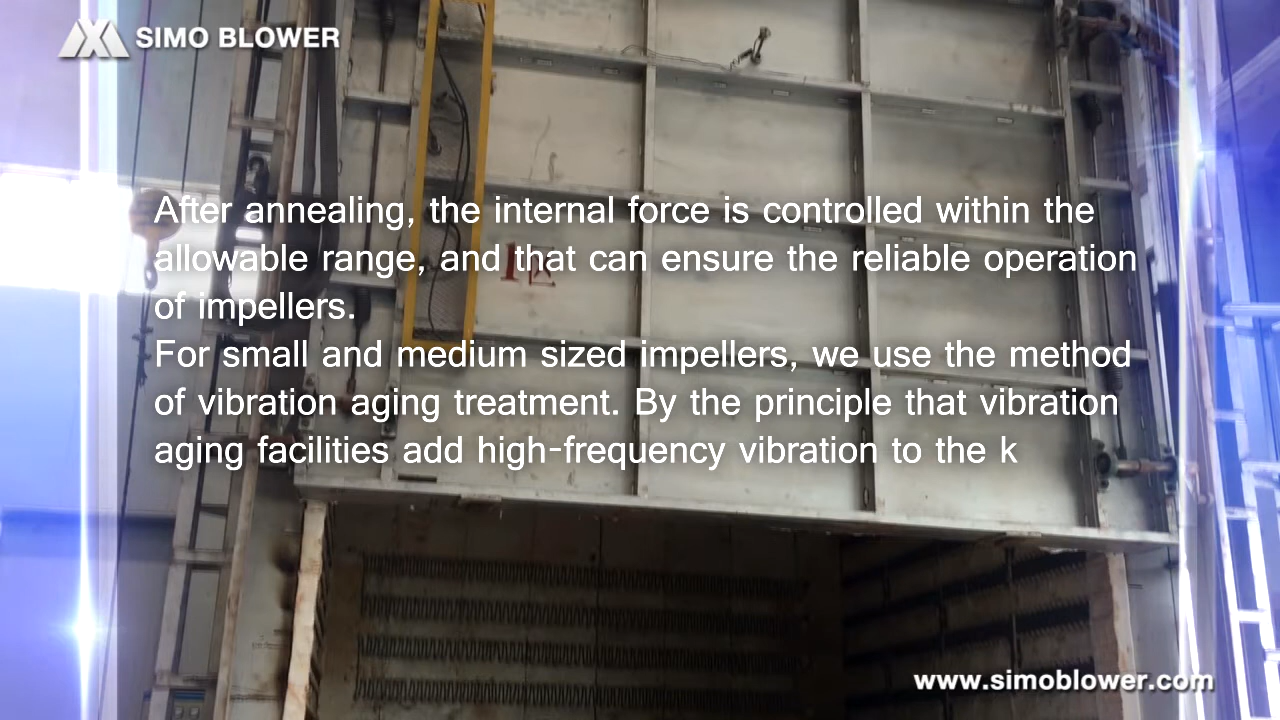 SIMO BLOWER
After annealing, the internal force is controlled within the
allowable range, and that can ensure the reliable operation
of impellers.
For small and medium sized impellers, we use the method
of vibration aging treatment. By the principle that vibration
aging facilities add high-frequency vibration to the k
www.simoblower.com